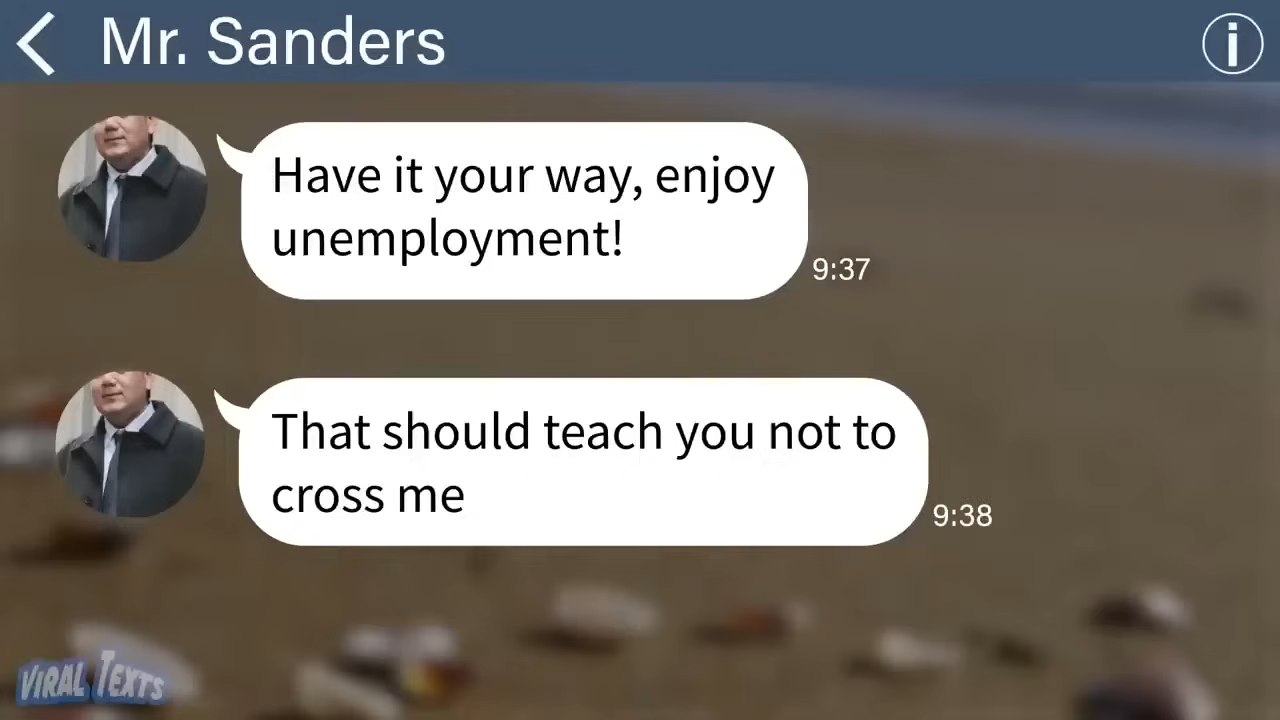 Mr. Sanders
Have it your way, enjoy
unemployment!
9:37
That should teach you not to
cross me
9:38
VIRAL TEXTS